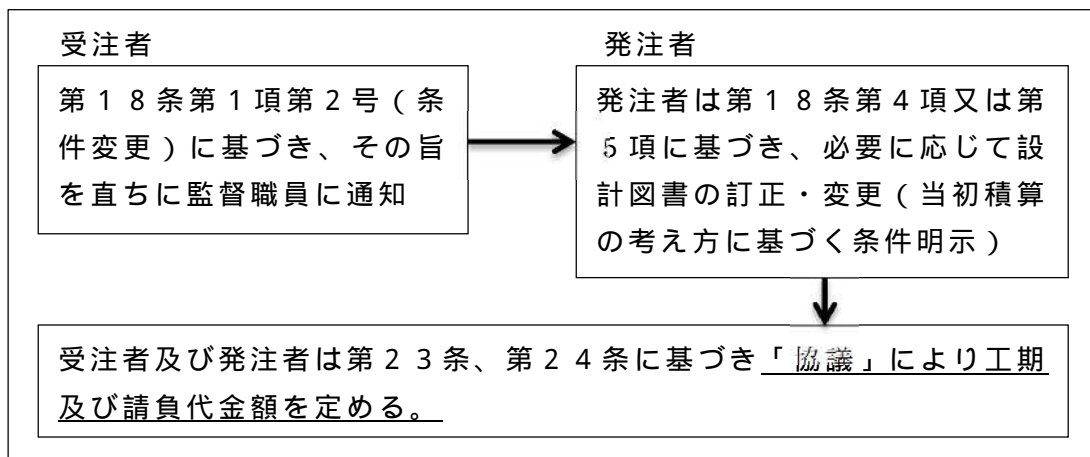 受注者
発注者
第１８条第１項第２号（条
件変更）に基づき、その旨
を直ちに監督職員に通知
発注者は第１８条第４項又は第
５項に基づき、必要に応じて設
計図書の訂正・変更（当初積算
の考え方に基づく条件明示）
受注者及び発注者は第２３条、第２４条に基づき「協議」により工期
及び請負代金額を定める。